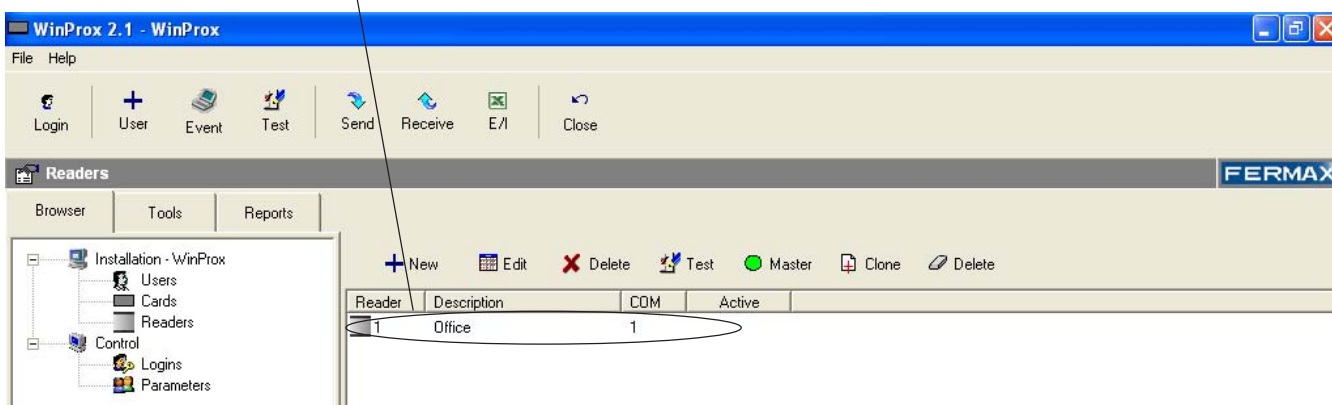 WinProx 2.1 - WinProx
File Help
Login User Event Test Send Receive E/I Close
Readers FERMAX
Browser Tools Reports
New Edit Delete Test Master Clone Delete
Installation - WinProx
Users
Cards
Readers
Control
Logins
Parameters
Reader Description COM Active
1 Office 1